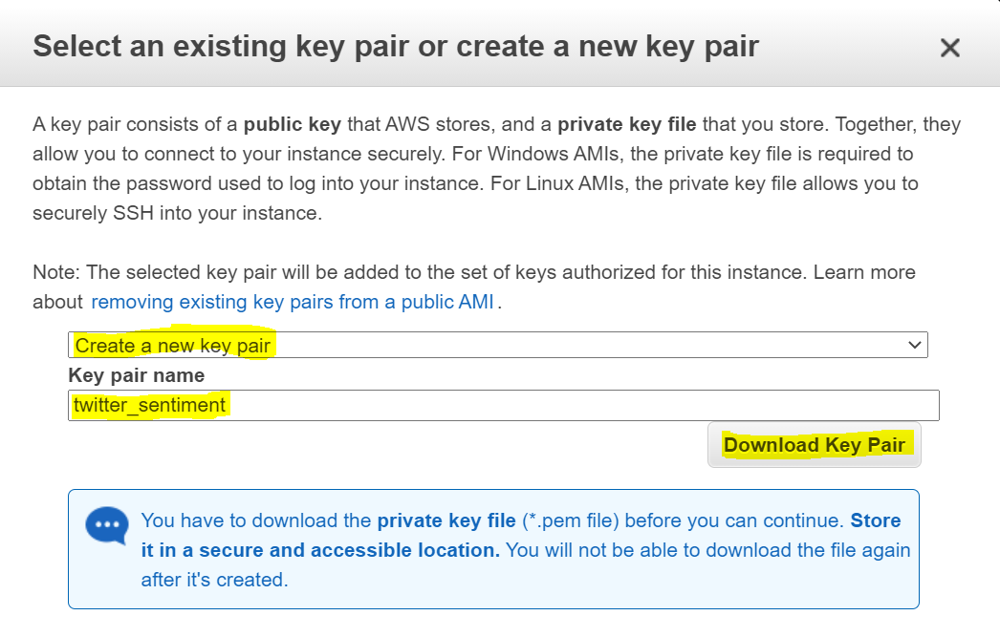 Select an existing key pair or create a new key pair
A key pair consists of a public key that AWS stores, and a private key file that you store. Together, they
allow you to connect to your instance securely. For Windows AMIs, the private key file is required to
obtain the password used to log into your instance. For Linux AMIs, the private key file allows you to
securely SSH into your instance.
Note: The selected key pair will be added to the set of keys authorized for this instance. Learn more
about removing existing key pairs from a public AMI.
Create a new key pair
Key pair name
twitter_sentiment
Download Key Pair
You have to download the private key file (*.pem file) before you can continue. Store
it in a secure and accessible location. You will not be able to download the file again
after it's created.